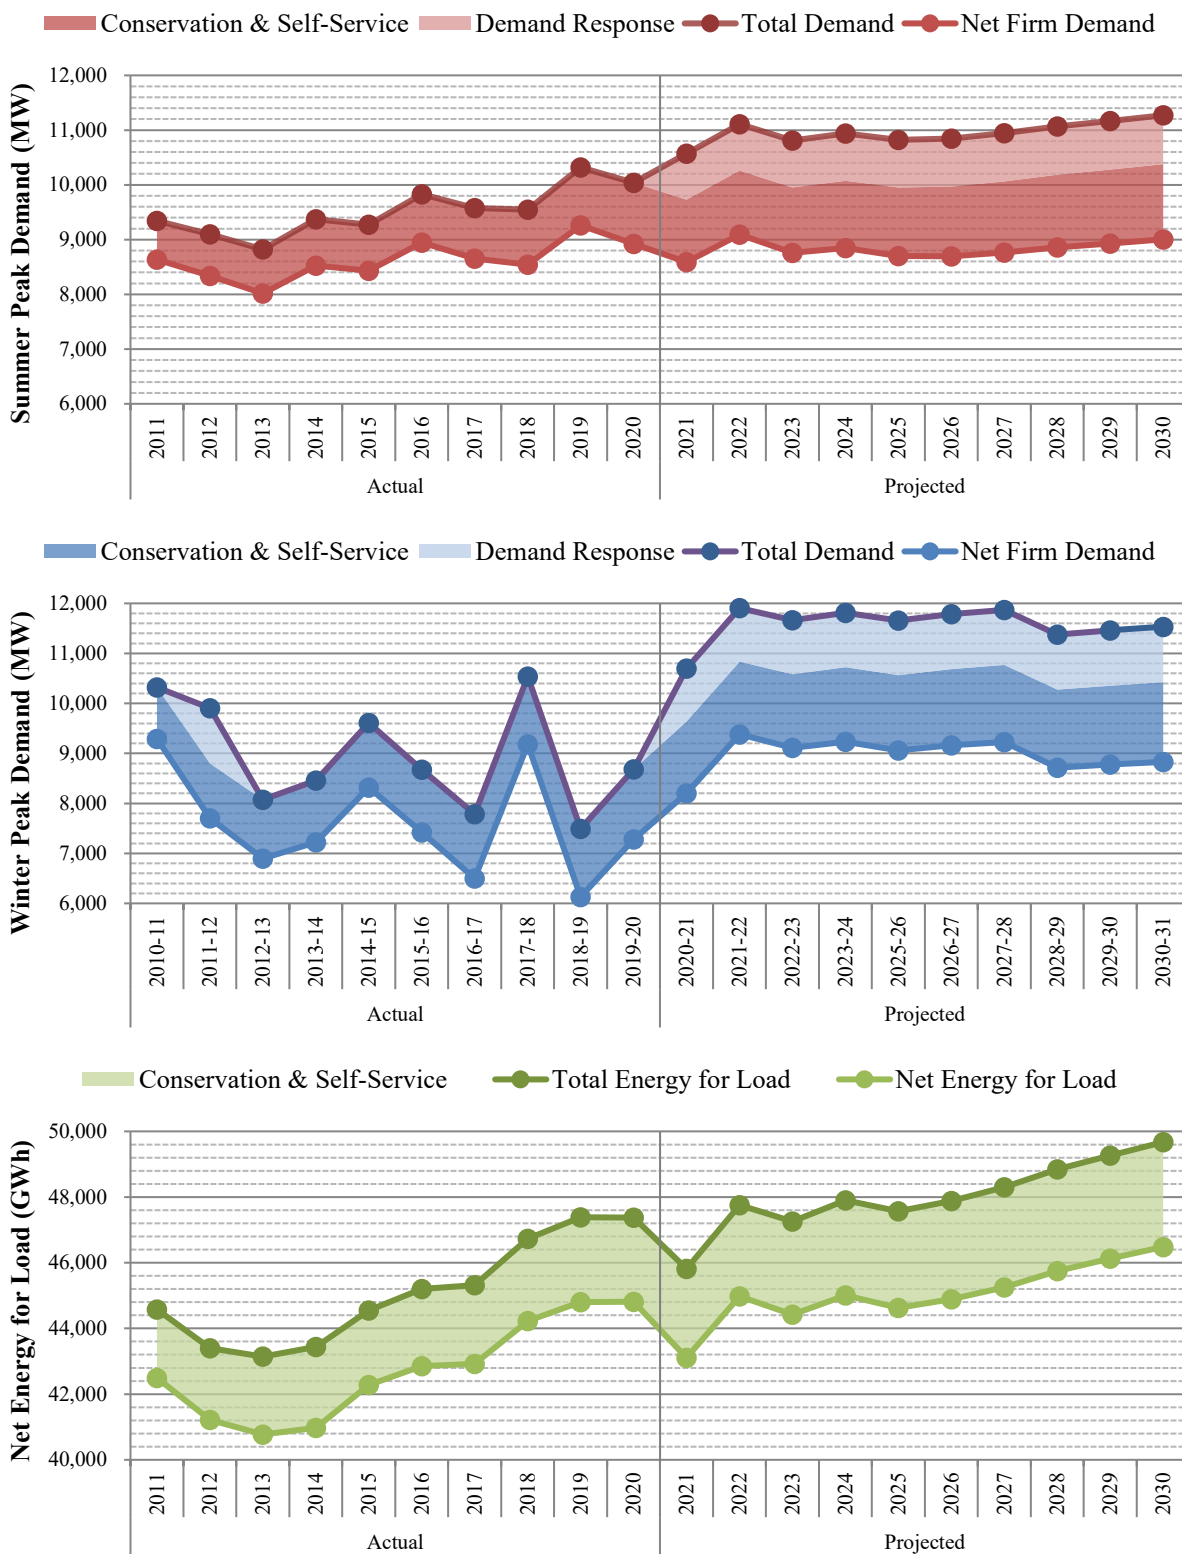 Conservation & Self-Service Demand Response Total Demand Net Firm Demand
Summer Peak Demand (MW)
12,000
11,000
10,000
9,000
8,000
7,000
6,000
2011 2012 2013 2014 2015 2016 2017 2018 2019 2020 2021 2022 2023 2024 2025 2026 2027 2028 2029 2030
Actual Projected
Conservation & Self-Service Demand Response Total Demand Net Firm Demand
Winter Peak Demand (MW)
12,000
11,000
10,000
9,000
8,000
7,000
6,000
2010-11 2011-12 2012-13 2013-14 2014-15 2015-16 2016-17 2017-18 2018-19 2019-20 2020-21 2021-22 2022-23 2023-24 2025-26 2026-27 2027-28 2028-29 2029-30 2030-31
Actual Projected
Conservation & Self-Service Total Energy for Load Net Energy for Load
Net Energy for Load (GWh)
50,000
48,000
46,000
44,000
42,000
40,000
2011 2012 2013 2014 2015 2016 2017 2018 2019 2020 2021 2022 2023 2024 2025 2026 2027 2028 2029 2030
Actual Projected